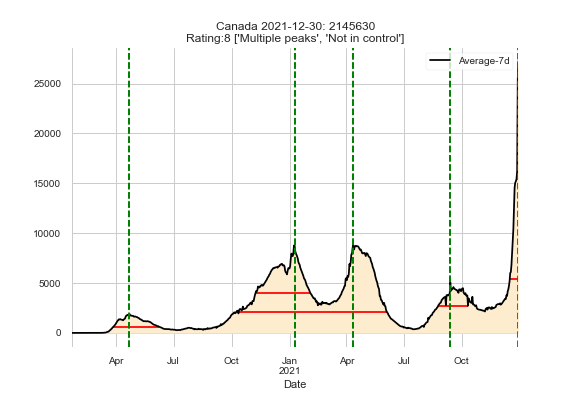 Canada 2021-12-30: 2145630
Rating:8 ['Multiple peaks', 'Not in control']
Average-7d
25000
20000
15000
10000
5000
0
Apr Jul Oct Jan Apr Jul Oct
2021
Date